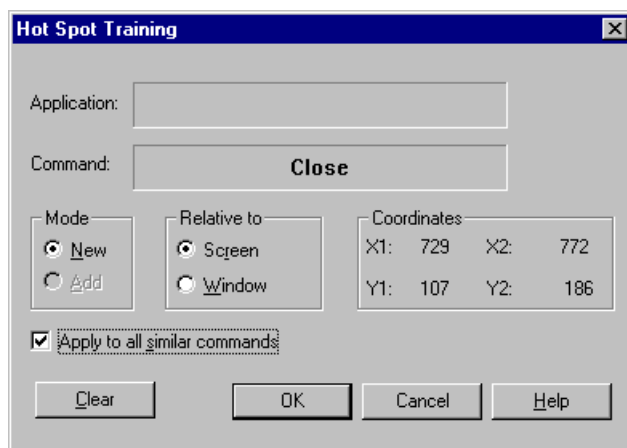 Hot Spot Training
Application:
Command: Close
Mode Relative to Coordinates
New Screen X1: 729 X2: 772
Add Window Y1: 107 Y2: 186
Apply to all similar commands
Clear OK Cancel Help